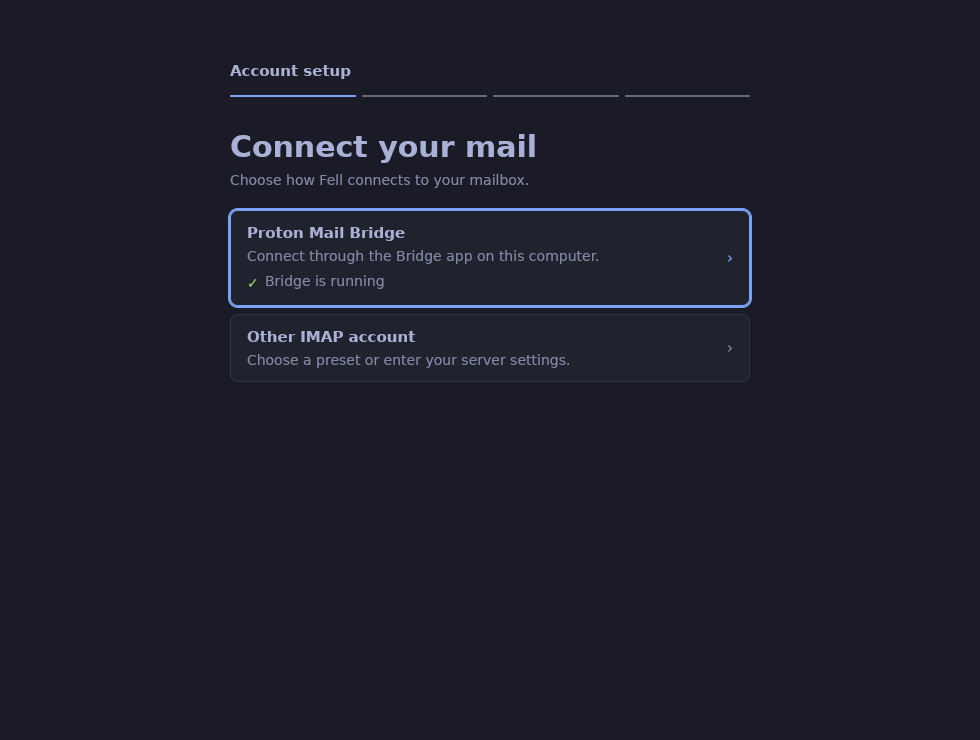 Account setup
Connect your mail
Choose how Fell connects to your mailbox.
Proton Mail Bridge
Connect through the Bridge app on this computer.
✓ Bridge is running
Other IMAP account
Choose a preset or enter your server settings.